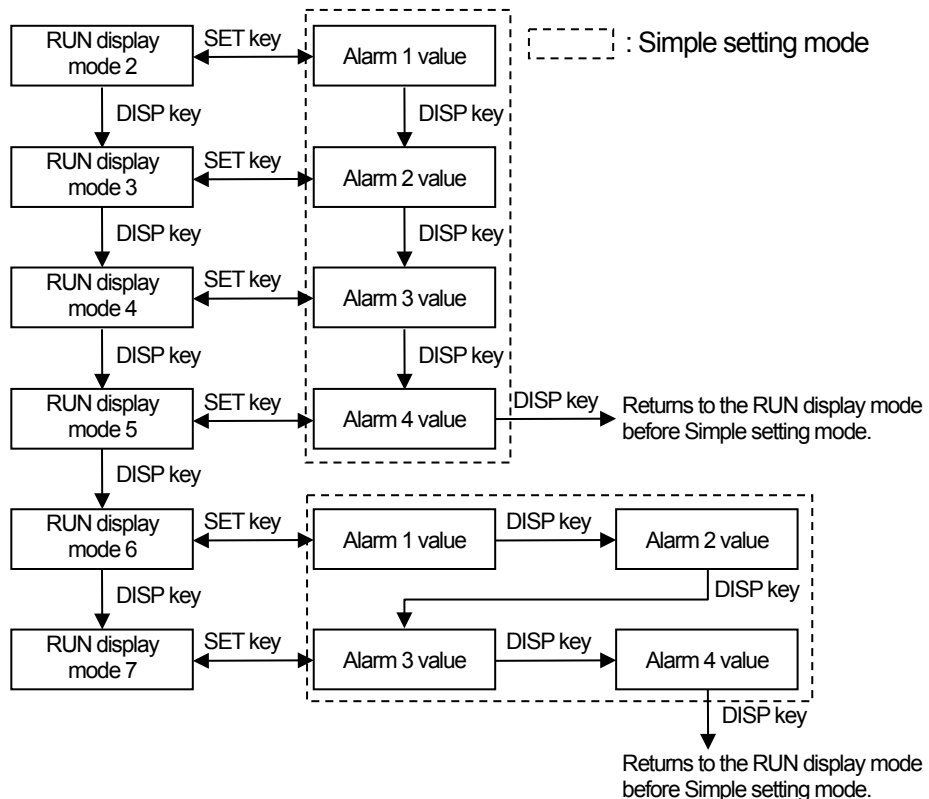 RUN display
mode 2
SET key
Alarm 1 value
: Simple setting mode
DISP key
DISP key
RUN display
mode 3
SET key
Alarm 2 value
DISP key
DISP key
RUN display
mode 4
SET key
Alarm 3 value
DISP key
DISP key
RUN display
mode 5
SET key
Alarm 4 value
DISP key
Returns to the RUN display mode
before Simple setting mode.
DISP key
RUN display
mode 6
SET key
Alarm 1 value
DISP key
Alarm 2 value
DISP key
DISP key
RUN display
mode 7
SET key
Alarm 3 value
DISP key
Alarm 4 value
DISP key
Returns to the RUN display mode
before Simple setting mode.